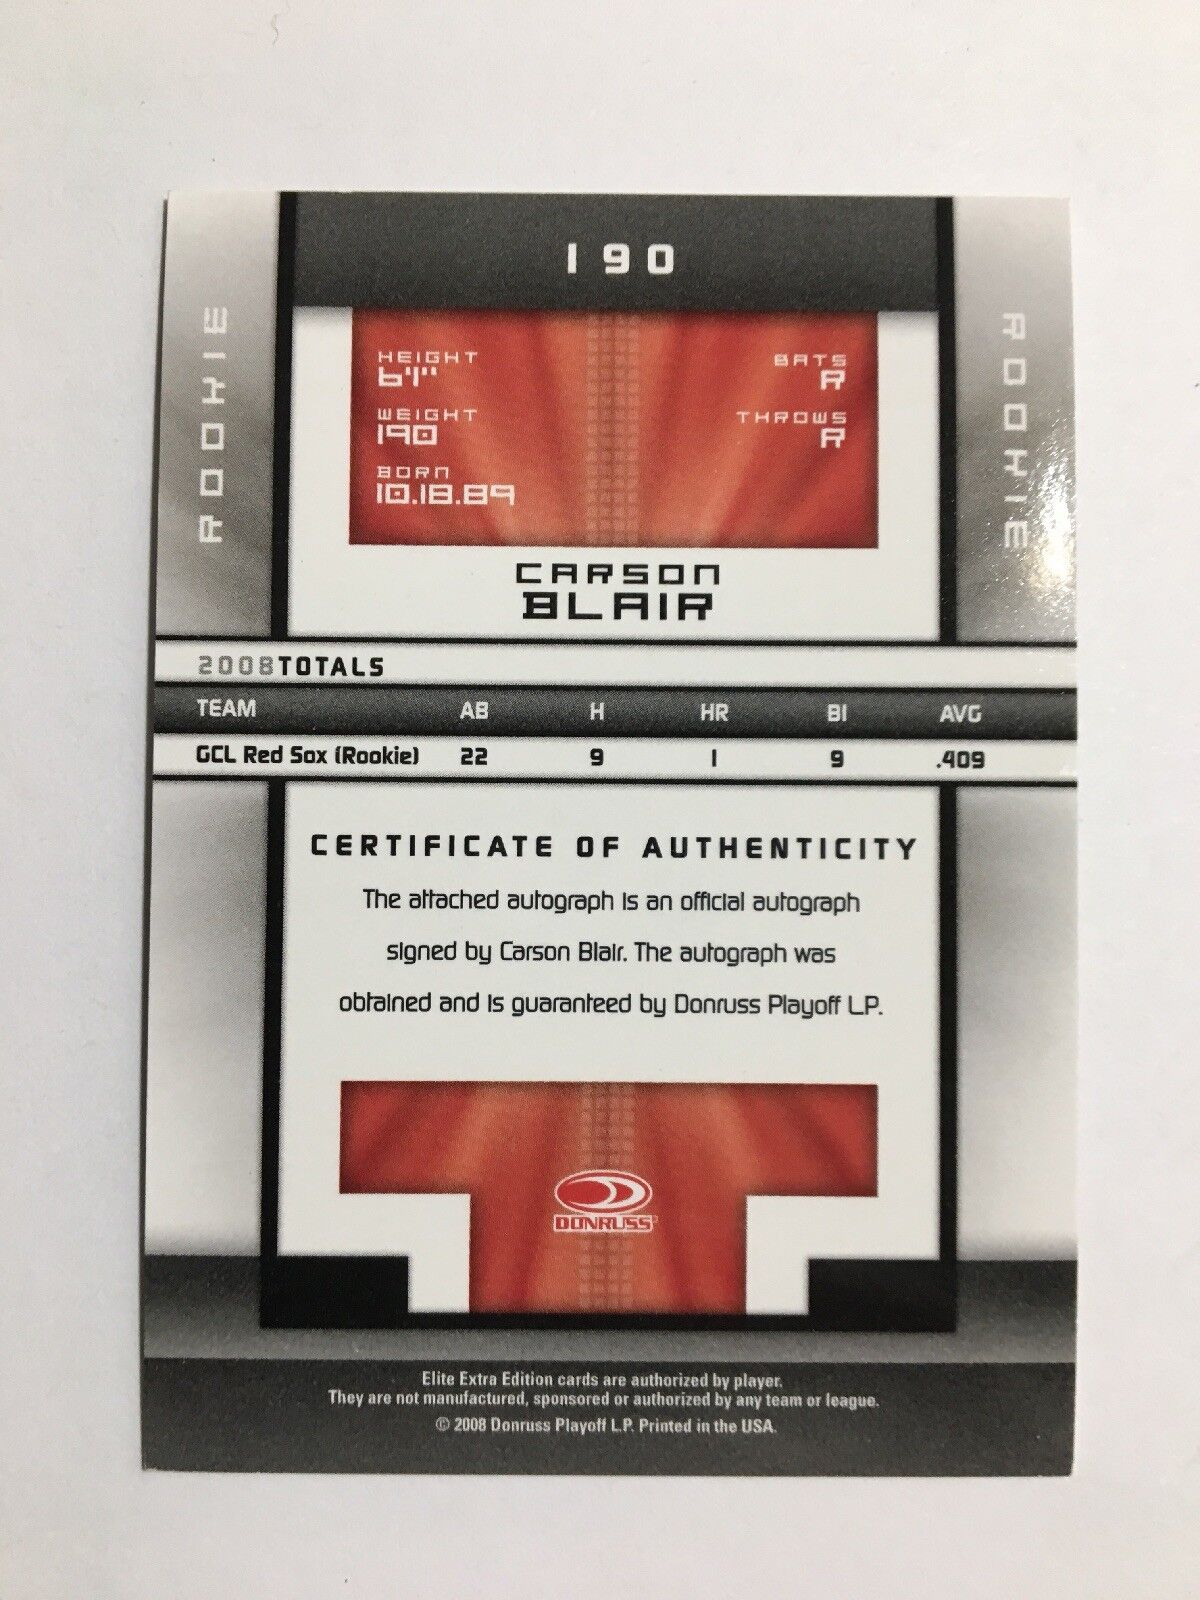 190
ROOKIE
ROOKIE
HEIGHT
6'1"
WEIGHT
190
BORN
10.18.89
BATS
R
THROWS
R
CARSON
BLAIR
2008TOTALS
TEAM AB H HR BI AVG
GCL Red Sox (Rookie) 22 9 1 9 .409
CERTIFICATE OF AUTHENTICITY
The attached autograph is an official autograph
signed by Carson Blair. The autograph was
obtained and is guaranteed by Donruss Playoff L.P.
DONRUSS
Elite Extra Edition cards are authorized by player.
They are not manufactured, sponsored or authorized by any team or league.
© 2008 Donruss Playoff L.P. Printed in the USA.